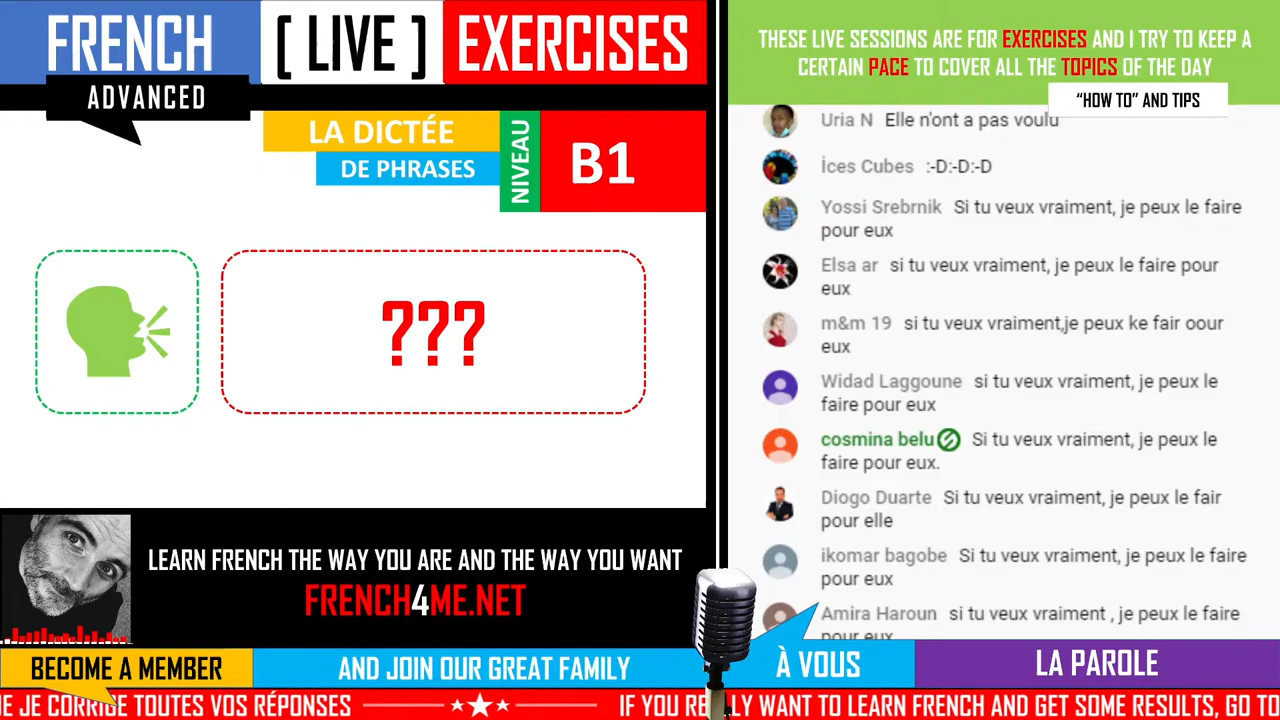 FRENCH [ LIVE ] EXERCISES
ADVANCED
LA DICTÉE
DE PHRASES
NIVEAU
B1
???
LEARN FRENCH THE WAY YOU ARE AND THE WAY YOU WANT
FRENCH4ME.NET
BECOME A MEMBER
AND JOIN OUR GREAT FAMILY
THESE LIVE SESSIONS ARE FOR EXERCISES AND I TRY TO KEEP A
CERTAIN PACE TO COVER ALL THE TOPICS OF THE DAY
“HOW TO” AND TIPS
Uria N Elle n'ont a pas voulu
İces Cubes :-D:-D:-D
Yossi Srebrnik Si tu veux vraiment, je peux le faire
pour eux
Elsa ar si tu veux vraiment, je peux le faire pour
eux
m&m 19 si tu veux vraiment,je peux ke fair oour
eux
Widad Laggoune si tu veux vraiment, je peux le
faire pour eux
cosmina belu Si tu veux vraiment, je peux le
faire pour eux.
Diogo Duarte Si tu veux vraiment, je peux le fair
pour elle
ikomar bagobe Si tu veux vraiment, je peux le faire
pour eux
Amira Haroun si tu veux vraiment , je peux le faire
pour eux
À VOUS
LA PAROLE
UE JE CORRIGE TOUTES VOS RÉPONSES
IF YOU REALLY WANT TO LEARN FRENCH AND GET SOME RESULTS, GO TO